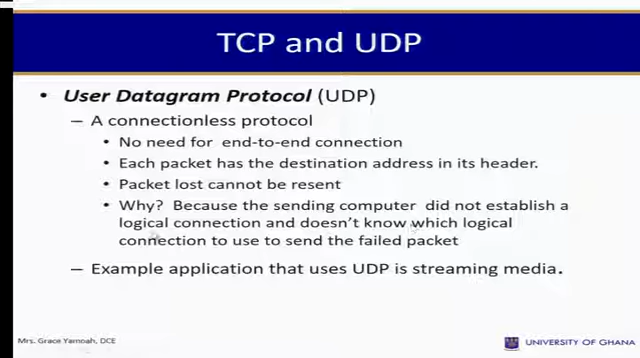 TCP and UDP
• User Datagram Protocol (UDP)
– A connectionless protocol
• No need for end-to-end connection
• Each packet has the destination address in its header.
• Packet lost cannot be resent
• Why? Because the sending computer did not establish a
logical connection and doesn't know which logical
connection to use to send the failed packet
– Example application that uses UDP is streaming media.
Mrs. Grace Yamoah, DCE
UNIVERSITY OF GHANA